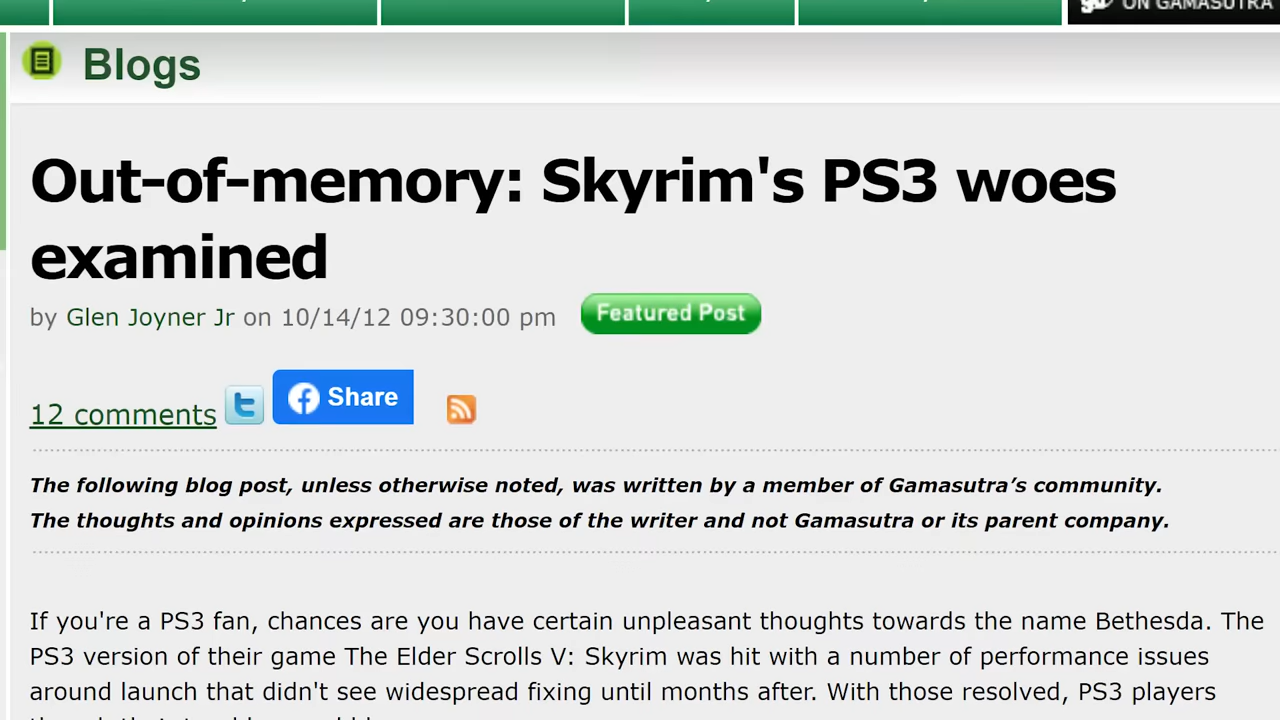 ON GAMASUTRA
Blogs
Out-of-memory: Skyrim's PS3 woes
examined
by Glen Joyner Jr on 10/14/12 09:30:00 pm Featured Post
12 comments Share
The following blog post, unless otherwise noted, was written by a member of Gamasutra’s community.
The thoughts and opinions expressed are those of the writer and not Gamasutra or its parent company.
If you're a PS3 fan, chances are you have certain unpleasant thoughts towards the name Bethesda. The
PS3 version of their game The Elder Scrolls V: Skyrim was hit with a number of performance issues
around launch that didn't see widespread fixing until months after. With those resolved, PS3 players